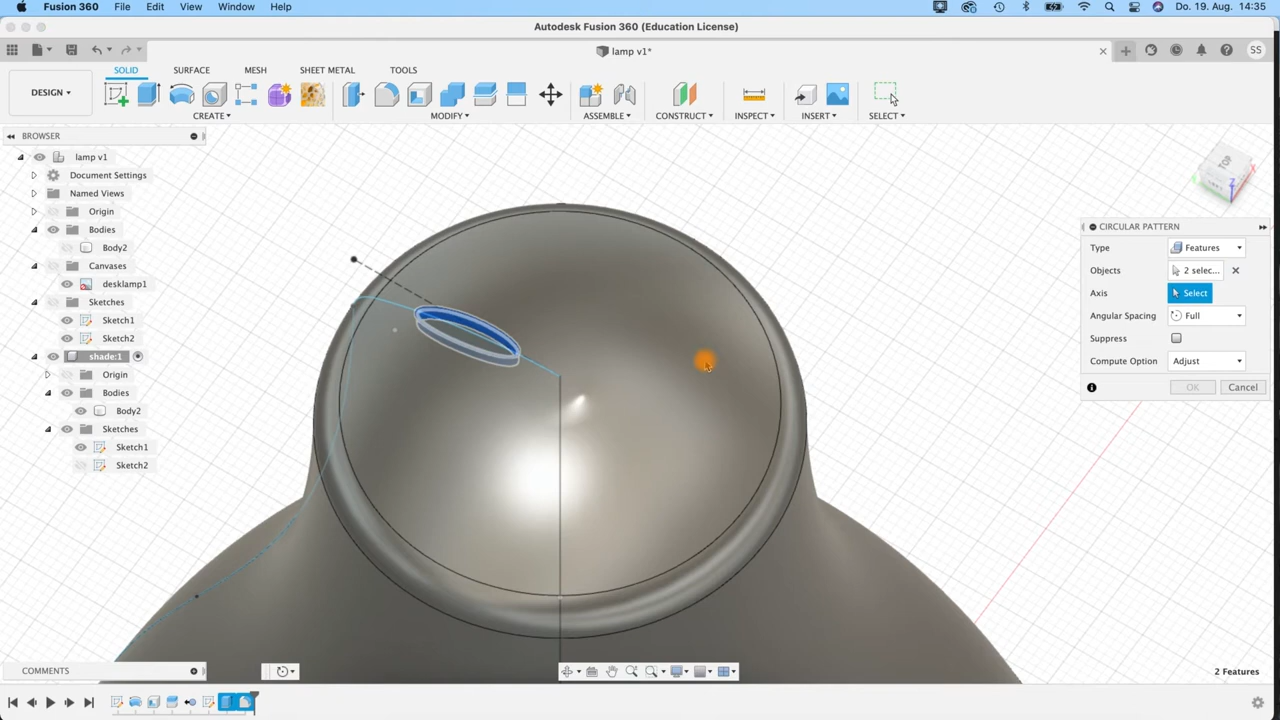 Fusion 360 File Edit View Window Help Do. 19. Aug. 14:35
Autodesk Fusion 360 (Education License)
lamp v1*
SS
SOLID SURFACE MESH SHEET METAL TOOLS
DESIGN
CREATE MODIFY ASSEMBLE CONSTRUCT INSPECT INSERT SELECT
BROWSER
lamp v1
Document Settings
Named Views
Origin
Bodies
Body2
Canvases
desklamp1
Sketches
Sketch1
Sketch2
shade:1
Origin
Bodies
Body2
Sketches
Sketch1
Sketch2
TOP
CIRCULAR PATTERN
Type Features
Objects 2 selec...
Axis Select
Angular Spacing Full
Suppress
Compute Option Adjust
OK Cancel
COMMENTS
2 Features